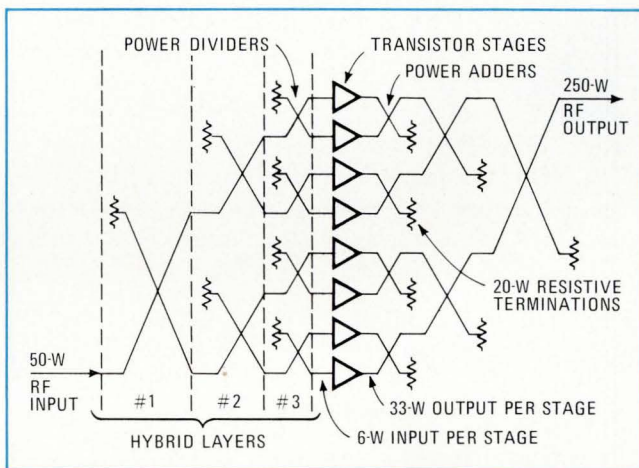 POWER DIVIDERS
TRANSISTOR STAGES
POWER ADDERS
250-W
RF
OUTPUT
20-W RESISTIVE
TERMINATIONS
50-W
RF
INPUT
#1
#2
#3
33-W OUTPUT PER STAGE
6-W INPUT PER STAGE
HYBRID LAYERS